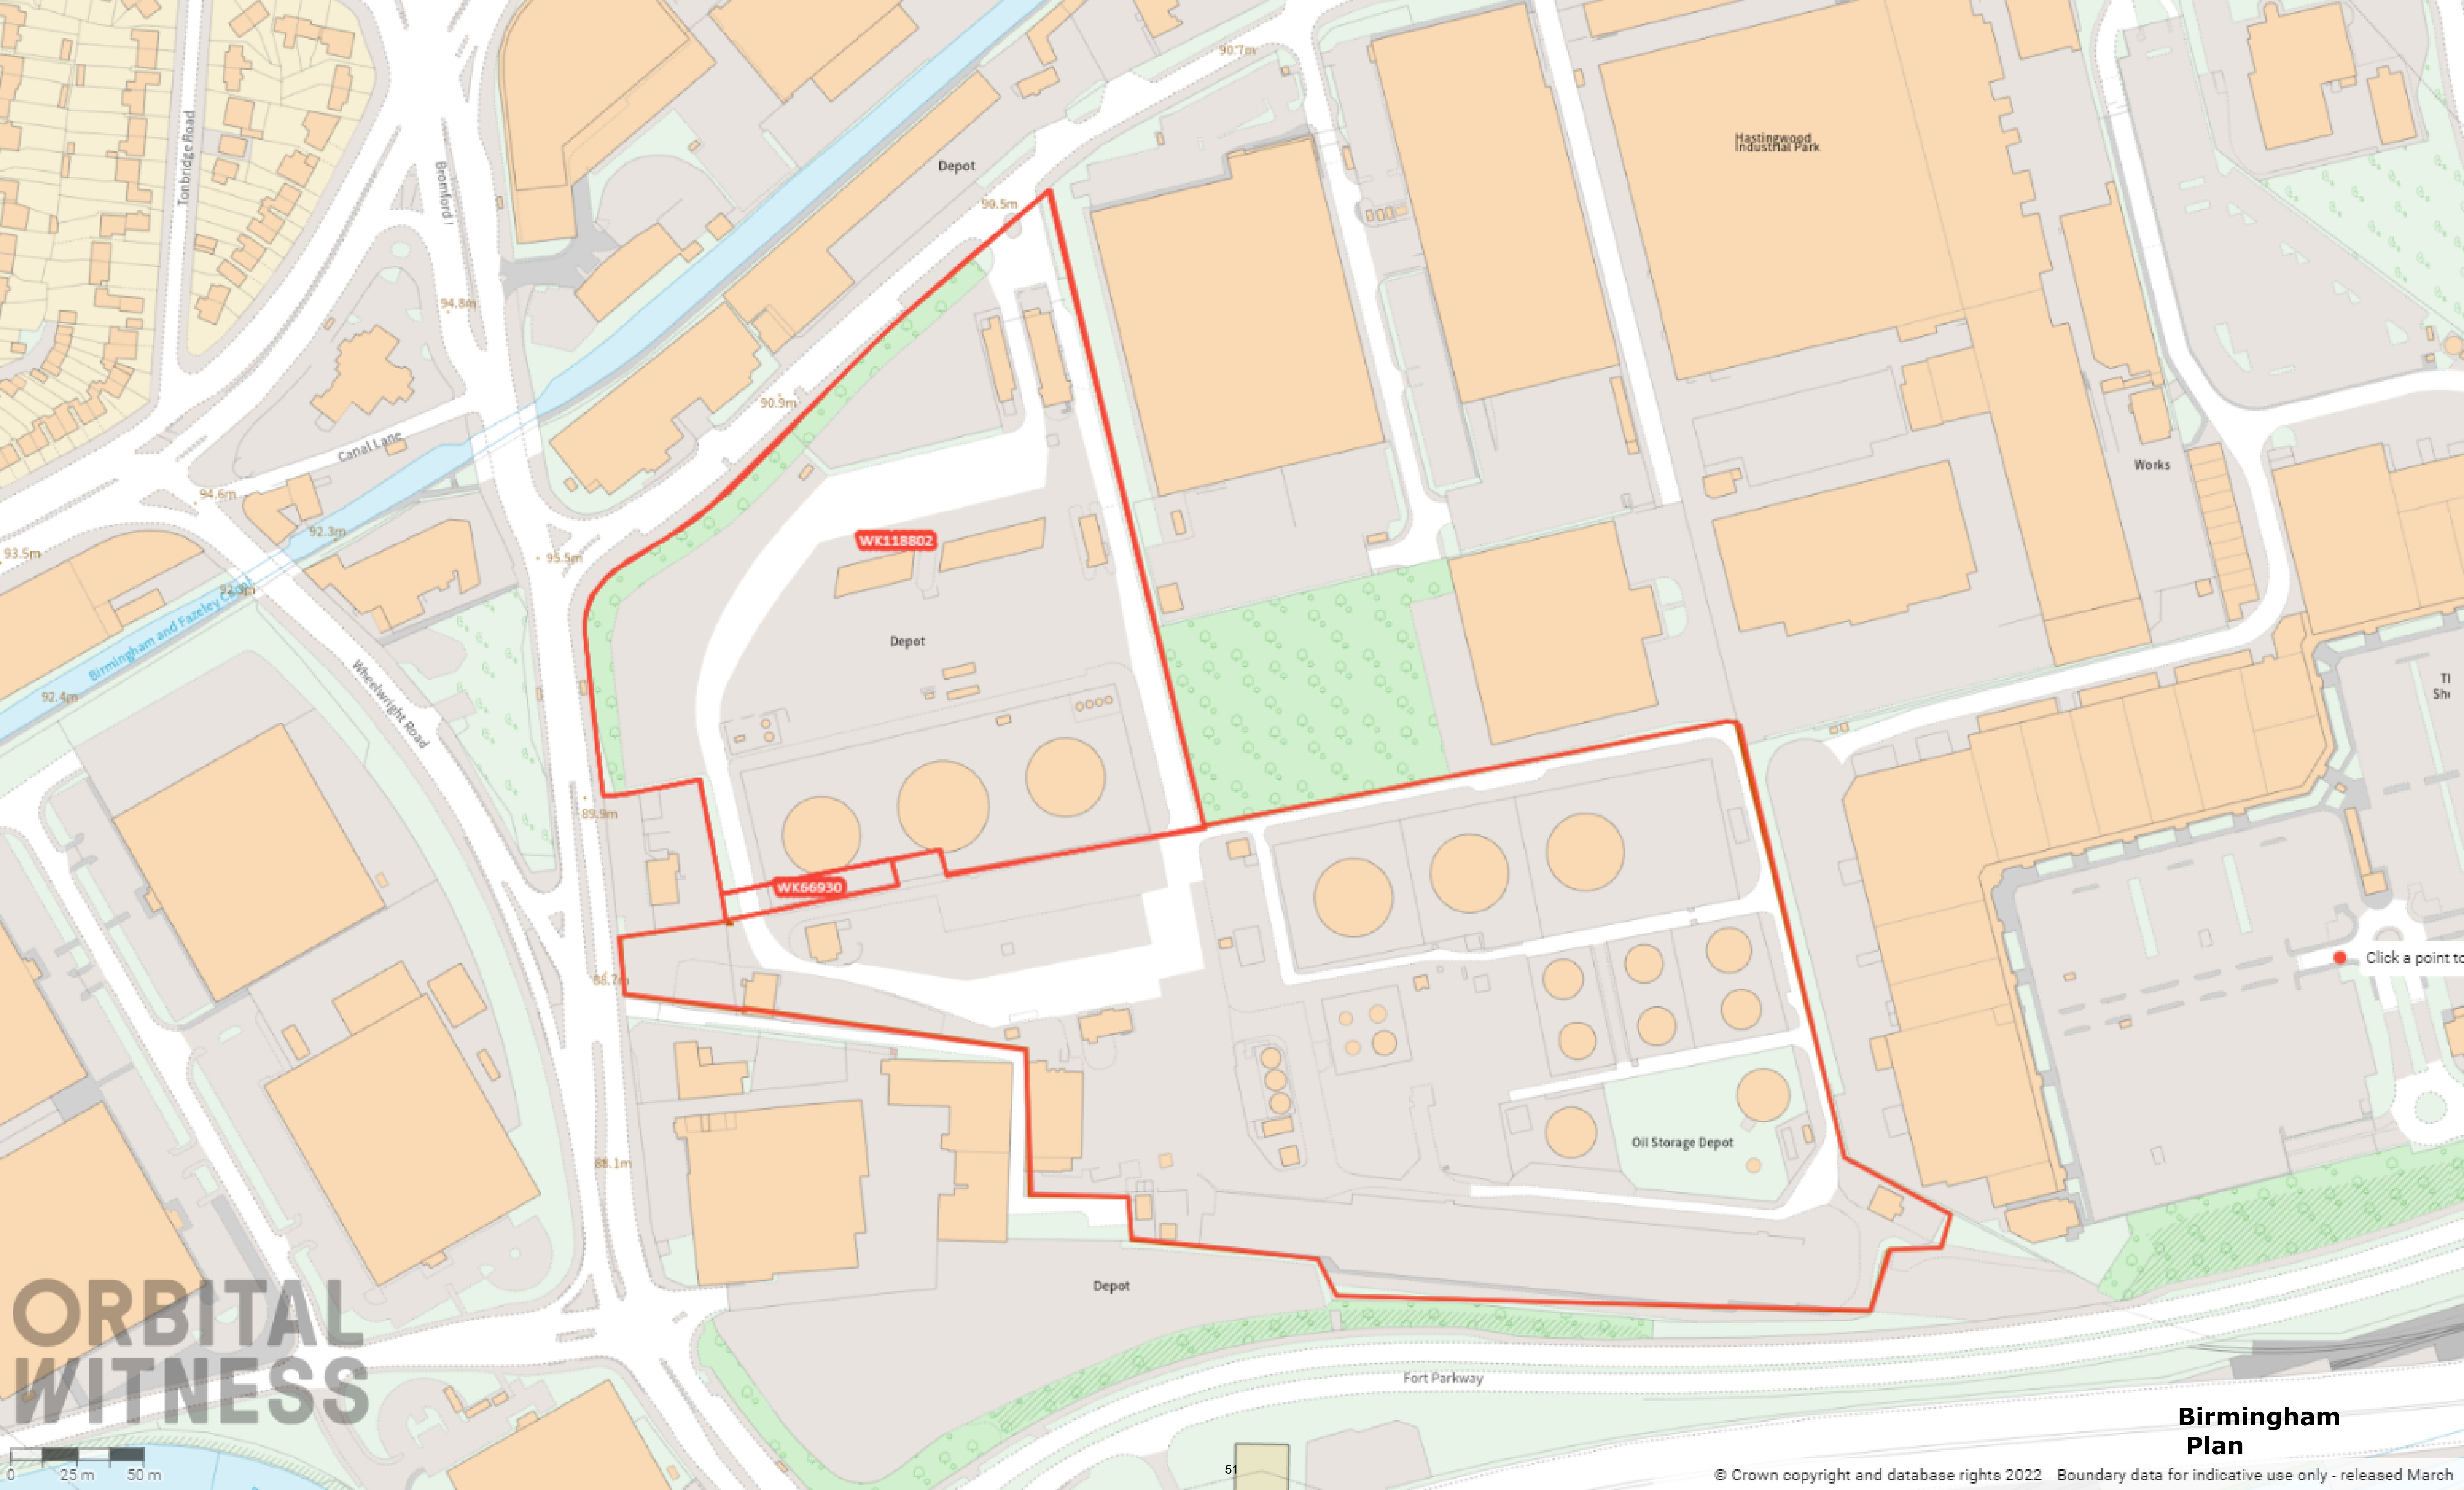 90.7m
Hastingwood
Industrial Park
Tonbridge Road
Bromford
Depot
90.5m
94.8m
90.9m
Canal Lane
Works
94.6m
92.3m
93.5m
95.5m
WK118802
Birmingham and Fazeley Canal
Depot
Wheelwright Road
92.4m
Tl
Sh
89.9m
WK66930
Click a point to
88.7m
Oil Storage Depot
88.1m
Depot
ORBITAL
WITNESS
Fort Parkway
Birmingham
Plan
0 25 m 50 m
51
© Crown copyright and database rights 2022 Boundary data for indicative use only - released March